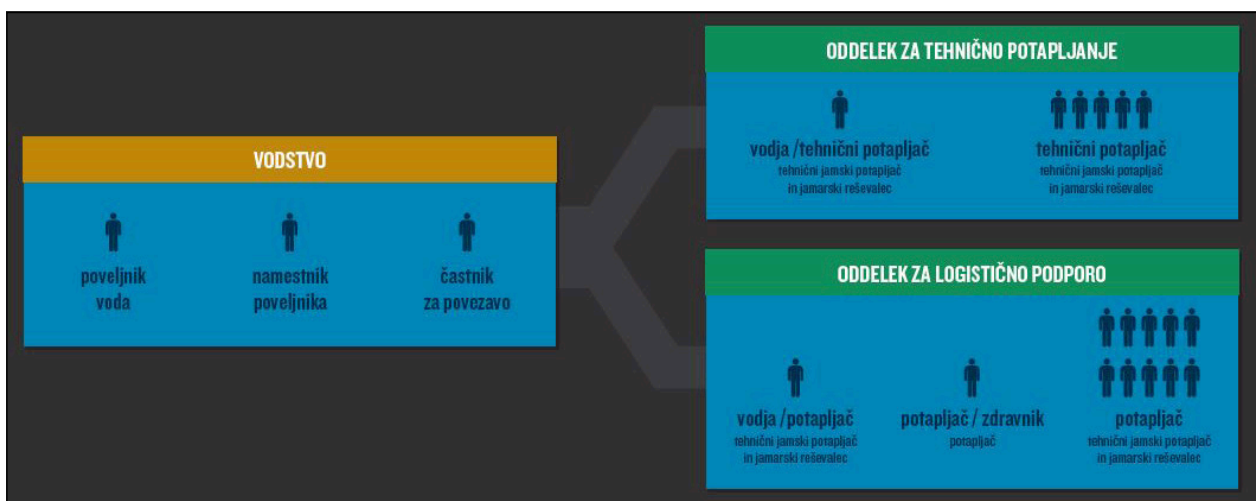 VODSTVO
poveljnik
voda
namestnik
poveljnika
častnik
za povezavo
ODDELEK ZA TEHNIČNO POTAPLJANJE
vodja /tehnični potapljač
tehnični jamski potapljač
in jamarski reševalec
tehnični potapljač
tehnični jamski potapljač
in jamarski reševalec
ODDELEK ZA LOGISTIČNO PODPORO
vodja /potapljač
tehnični jamski potapljač
in jamarski reševalec
potapljač / zdravnik
potapljač
potapljač
tehnični jamski potapljač
in jamarski reševalec